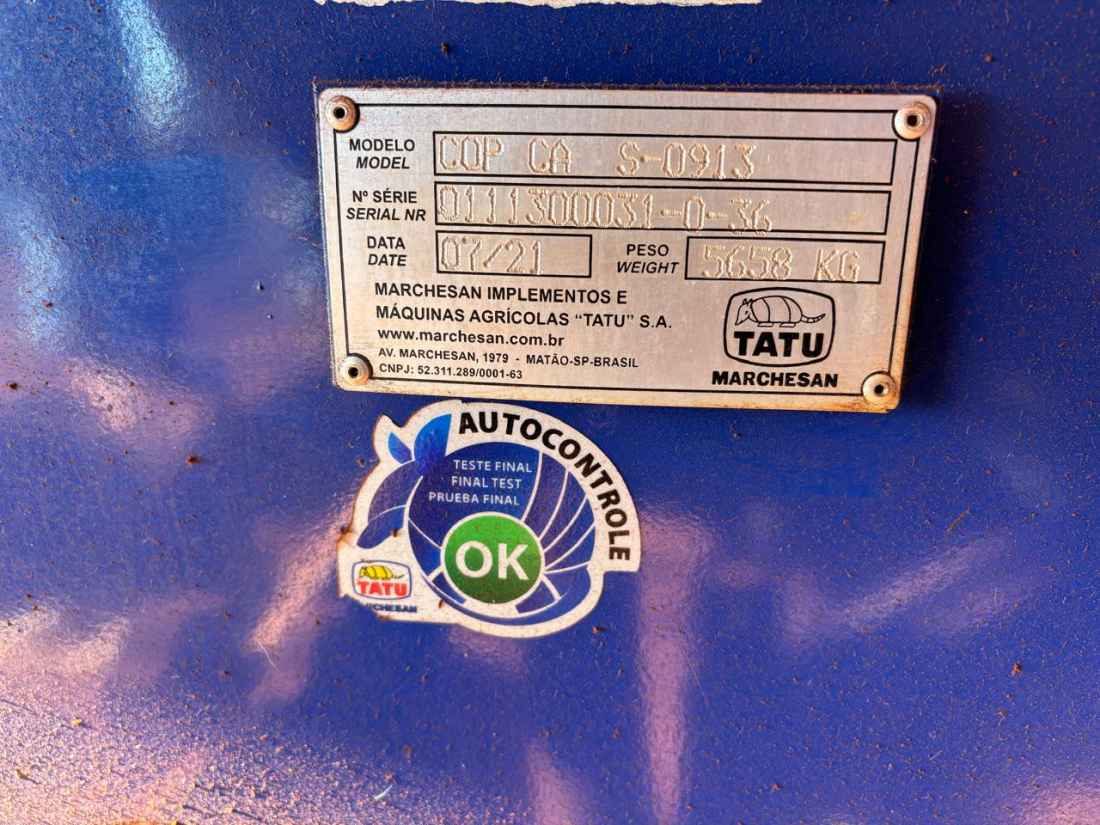 MODELO
MODEL
COP CA S-0913
Nº SÉRIE
SERIAL NR
0111300031-0-36
DATA
DATE
07/21
PESO
WEIGHT
5658 KG
MARCHESAN IMPLEMENTOS E
MÁQUINAS AGRÍCOLAS “TATU” S.A.
www.marchesan.com.br
AV. MARCHESAN, 1979 - MATÃO-SP-BRASIL
CNPJ: 52.311.289/0001-63
TATU
MARCHESAN
AUTOCONTROLE
TESTE FINAL
FINAL TEST
PRUEBA FINAL
OK
TATU